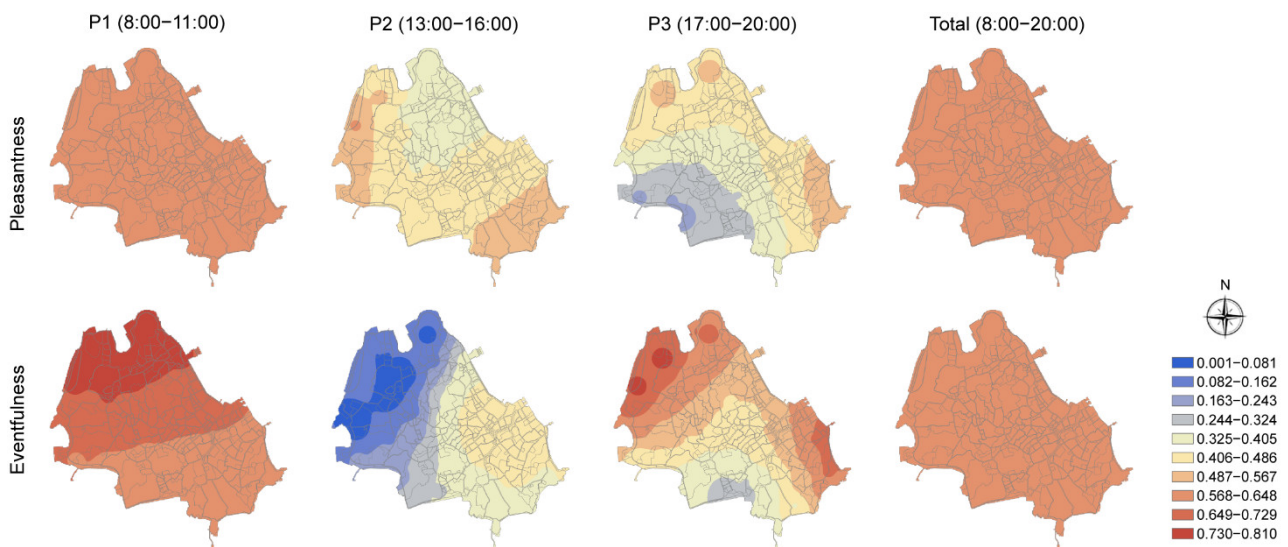 P1 (8:00−11:00)
P2 (13:00−16:00)
P3 (17:00−20:00)
Total (8:00−20:00)
Pleasantness
Eventfulness
N
0.001−0.081
0.082−0.162
0.163−0.243
0.244−0.324
0.325−0.405
0.406−0.486
0.487−0.567
0.568−0.648
0.649−0.729
0.730−0.810